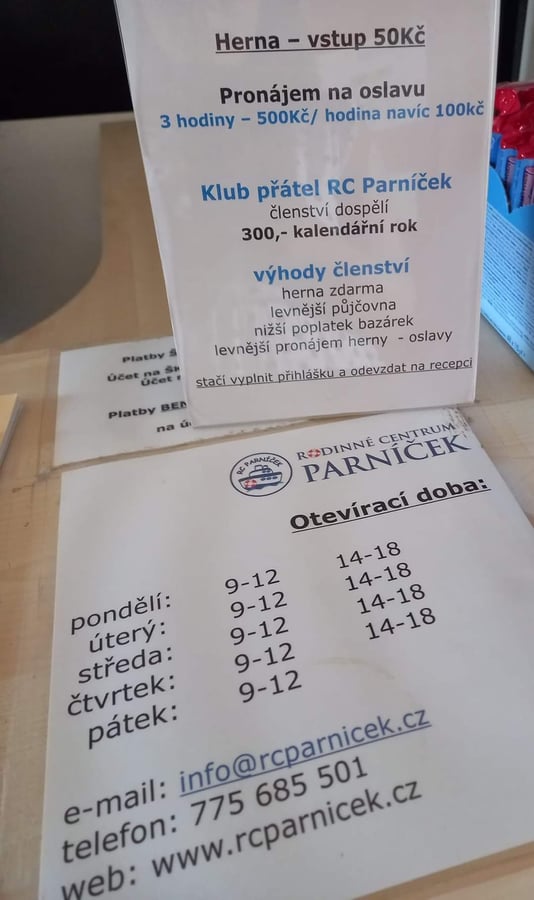 Herna – vstup 50Kč
Pronájem na oslavu
3 hodiny – 500Kč/ hodina navíc 100kč
Klub přátel RC Parníček
členství dospělí
300,- kalendářní rok
výhody členství
herna zdarma
levnější půjčovna
nižší poplatek bazárek
levnější pronájem herny - oslavy
stačí vyplnit přihlášku a odevzdat na recepci
Platby
Účet na
Účet
Platby
na
RC PARNÍČEK
RODINNÉ CENTRUM
PARNÍČEK
Otevírací doba:
pondělí: 9-12 14-18
úterý: 9-12 14-18
středa: 9-12 14-18
čtvrtek: 9-12 14-18
pátek: 9-12
e-mail: info@rcparnicek.cz
telefon: 775 685 501
web: www.rcparnicek.cz